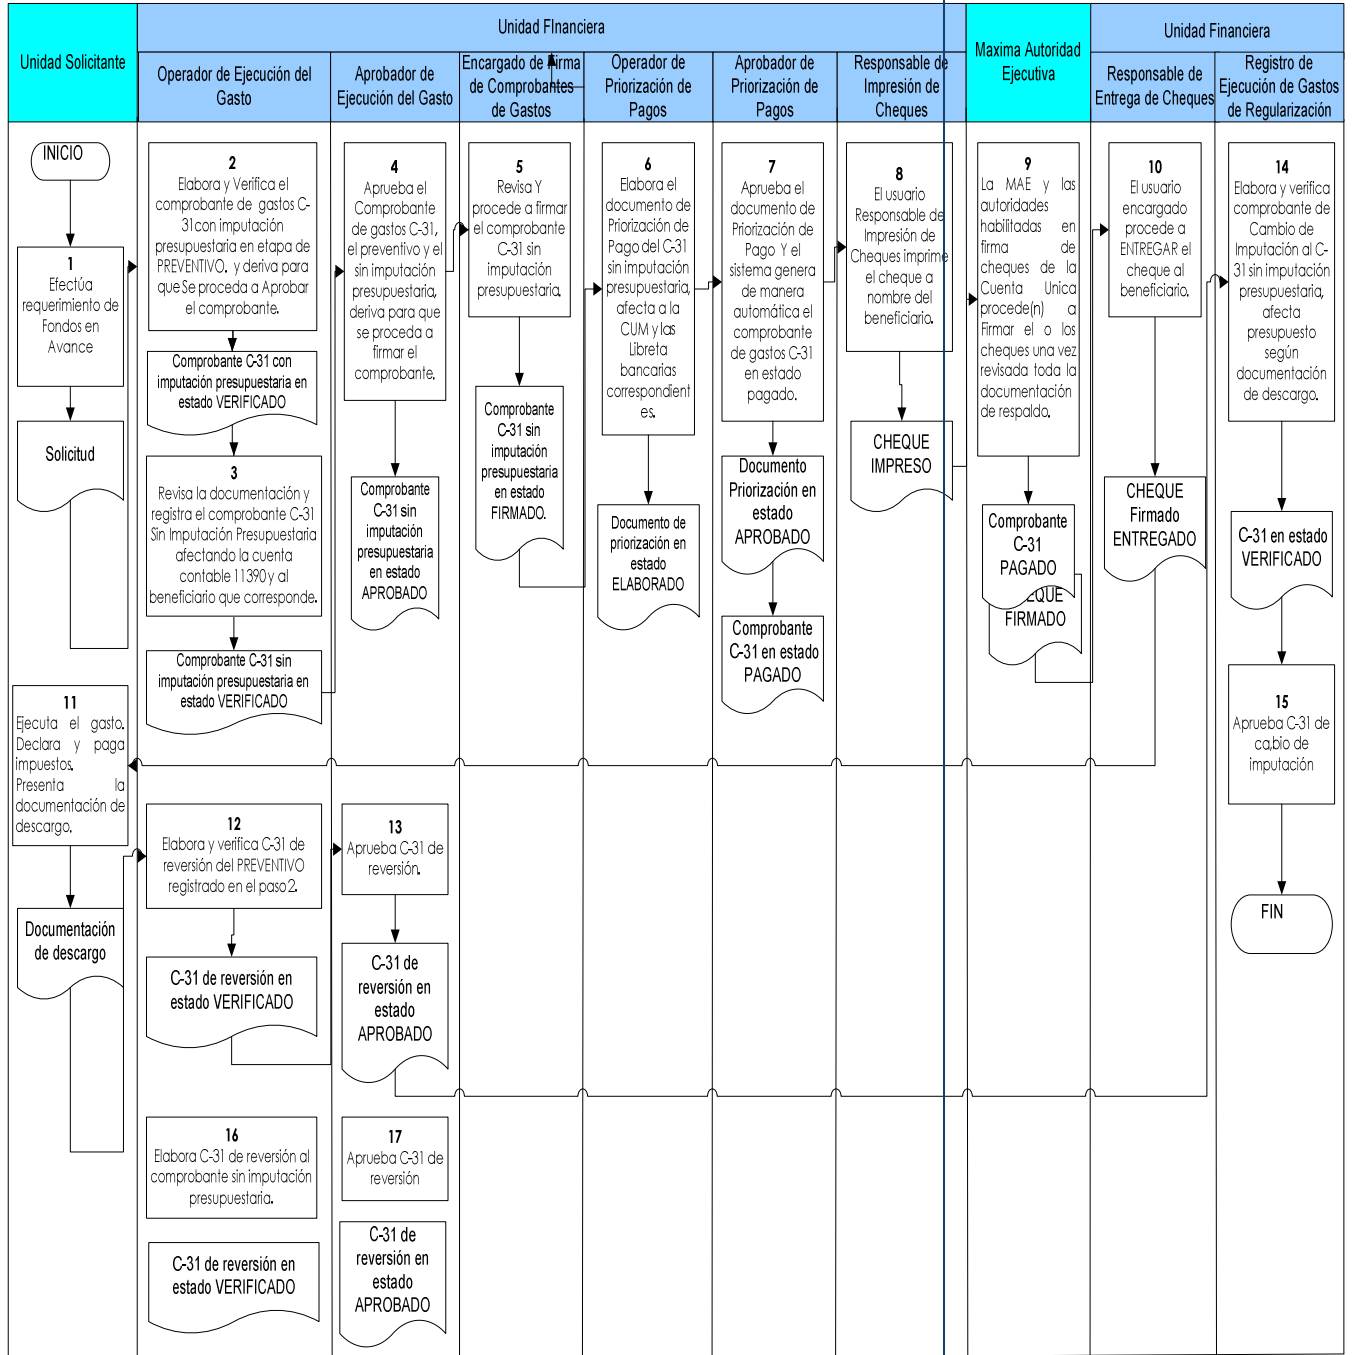 Unidad Solicitante
Unidad FInanciera
Maxima Autoridad
Ejecutiva
Unidad Financiera
Operador de Ejecución del
Gasto
Aprobador de
Ejecución del Gasto
Encargado de Firma
de Comprobantes
de Gastos
Operador de
Priorización de
Pagos
Aprobador de
Priorización de
Pagos
Responsable de
Impresión de
Cheques
Responsable de
Entrega de Cheques
Registro de
Ejecución de Gastos
de Regularización
INICIO
1
Efectúa
requerimiento de
Fondos en
Avance
Solicitud
2
Elabora y Verifica el
comprobante de gastos C-
31con imputación
presupuestaria en etapa de
PREVENTIVO. y deriva para
que Se proceda a Aprobar
el comprobante.
Comprobante C-31 con
imputación presupuestaria en
estado VERIFICADO
3
Revisa la documentación y
registra el comprobante C-31
Sin Imputación Presupuestaria
afectando la cuenta
contable 11390 y al
beneficiario que corresponde.
Comprobante C-31 sin
imputación presupuestaria en
estado VERIFICADO
4
Aprueba el
Comprobante
de gastos C-31,
el preventivo y el
sin imputación
presupuestaria,
deriva para que
se proceda a
firmar el
comprobante.
Comprobante
C-31 sin
imputación
presupuestaria
en estado
APROBADO
5
Revisa Y
procede a firmar
el comprobante
C-31 sin
imputación
presupuestaria.
Comprobante
C-31 sin
imputación
presupuestaria
en estado
FIRMADO.
6
Elabora el
documento de
Priorización de
Pago del C-31
sin imputación
presupuestaria,
afecta a la
CUM y las
Libreta
bancarias
correspondient
es.
Documento de
priorización en
estado
ELABORADO
7
Aprueba el
documento de
Priorización de
Pago Y el
sistema genera
de manera
automática el
comprobante
de gastos C-31
en estado
pagado.
Documento
Priorización en
estado
APROBADO
Comprobante
C-31 en estado
PAGADO
8
El usuario
Responsable de
Impresión de
Cheques imprime
el cheque a
nombre del
beneficiario.
CHEQUE
IMPRESO
9
La MAE y las
autoridades
habilitadas en
firma de
cheques de la
Cuenta Unica
procede(n) a
Firmar el o los
cheques una vez
revisada toda la
documentación
de respaldo.
Comprobante
C-31
PAGADO
FIRMADO
10
El usuario
encargado
procede a
ENTREGAR el
cheque al
beneficiario.
CHEQUE
Firmado
ENTREGADO
14
Elabora y verifica
comprobante de
Cambio de
Imputación al C-
31 sin imputación
presupuestaria,
afecta
presupuesto
según
documentación
de descargo.
C-31 en estado
VERIFICADO
15
Aprueba C-31 de
ca,bio de
imputación
FIN
11
Ejecuta el gasto.
Declara y paga
impuestos.
Presenta la
documentación de
descargo.
Documentación
de descargo
12
Elabora y verifica C-31 de
reversión del PREVENTIVO
registrado en el paso 2.
C-31 de reversión en
estado VERIFICADO
13
Aprueba C-31 de
reversión.
C-31 de
reversión en
estado
APROBADO
16
Elabora C-31 de reversión al
comprobante sin imputación
presupuestaria.
C-31 de reversión en
estado VERIFICADO
17
Aprueba C-31 de
reversión
C-31 de
reversión en
estado
APROBADO